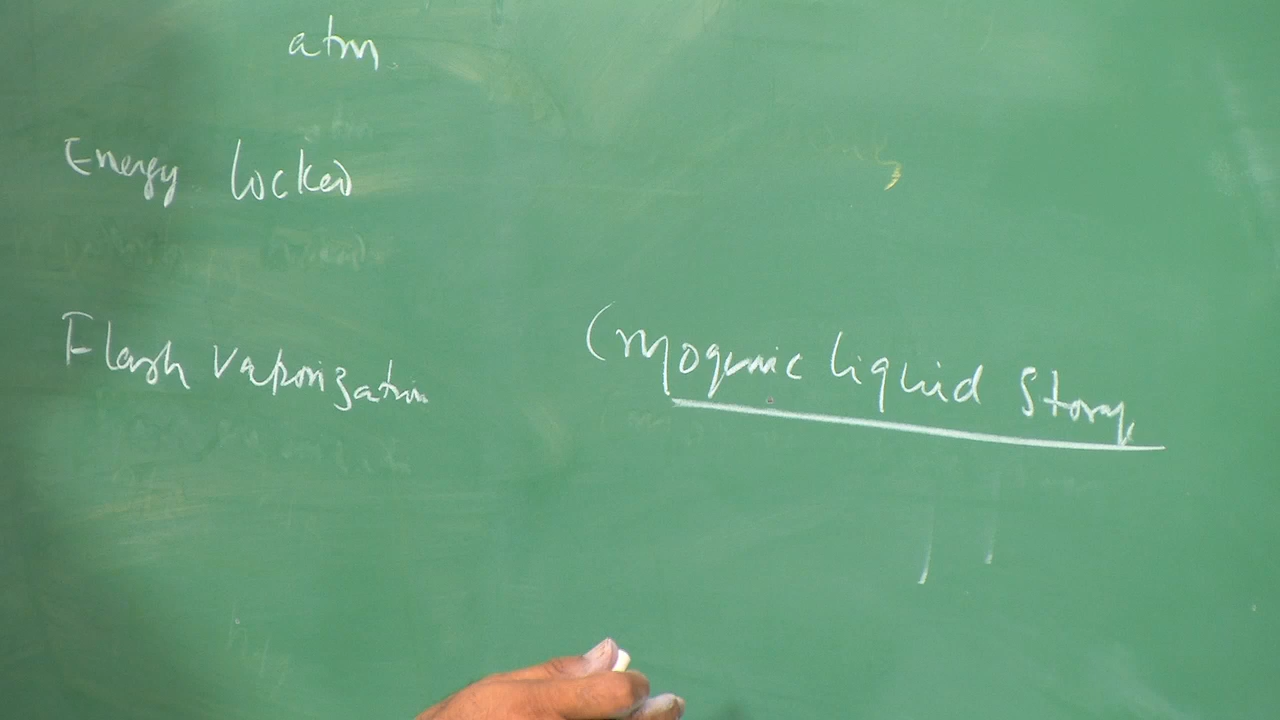 atm
Energy locked
Flash Vaporization
Cryogenic liquid Storage